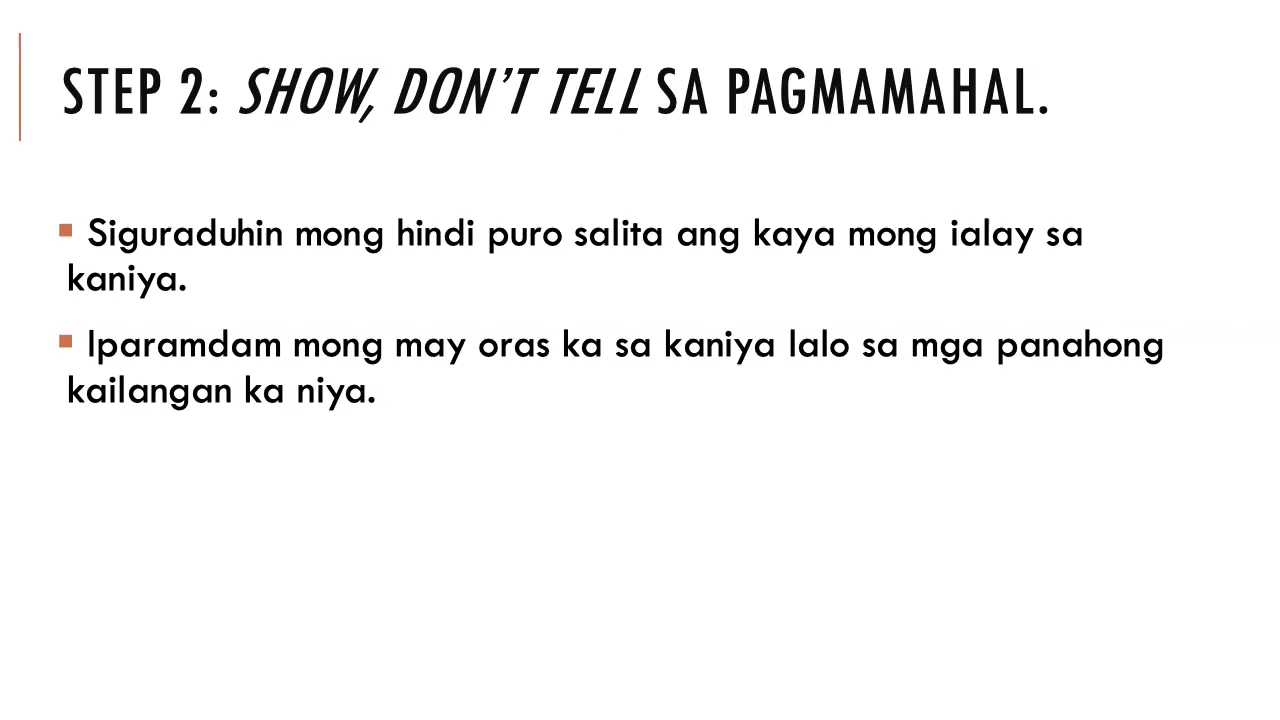 STEP 2: SHOW, DON’T TELL SA PAGMAMAHAL.
▪ Siguraduhin mong hindi puro salita ang kaya mong ialay sa
kaniya.
▪ Iparamdam mong may oras ka sa kaniya lalo sa mga panahong
kailangan ka niya.